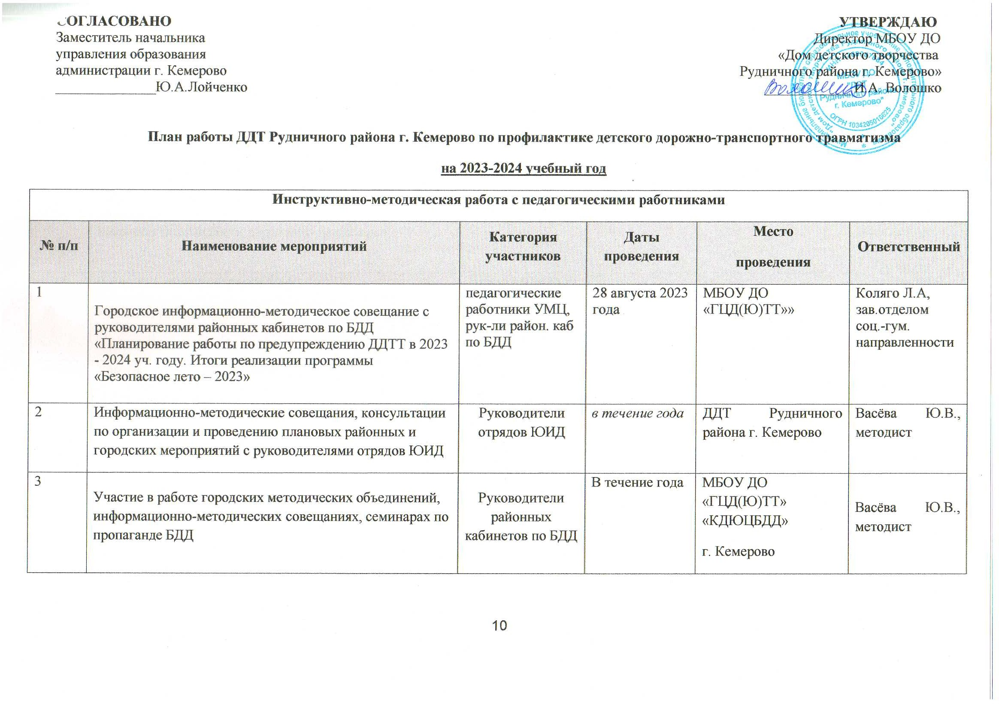 СОГЛАСОВАНО
Заместитель начальника
управления образования
администрации г. Кемерово
______________Ю.А.Лойченко
УТВЕРЖДАЮ
Директор МБОУ ДО
«Дом детского творчества
Рудничного района г. Кемерово»
И.А. Волошко
МБОУ ДО
"ДДТ
Рудничного района
г. Кемерово"
ОГРН 1034205016625
План работы ДДТ Рудничного района г. Кемерово по профилактике детского дорожно-транспортного травматизма
на 2023-2024 учебный год
Инструктивно-методическая работа с педагогическими работниками
№ п/п
Наименование мероприятий
Категория
участников
Даты
проведения
Место
проведения
Ответственный
1
Городское информационно-методическое совещание с
руководителями районных кабинетов по БДД
«Планирование работы по предупреждению ДДТТ в 2023
- 2024 уч. году. Итоги реализации программы
«Безопасное лето – 2023»
педагогические
работники УМЦ,
рук-ли район. каб
по БДД
28 августа 2023
года
МБОУ ДО
«ГЦД(Ю)ТТ»»
Коляго Л.А,
зав.отделом
соц.-гум.
направленности
2
Информационно-методические совещания, консультации
по организации и проведению плановых районных и
городских мероприятий с руководителями отрядов ЮИД
Руководители
отрядов ЮИД
в течение года
ДДТ Рудничного
района г. Кемерово
Васёва Ю.В.,
методист
3
Участие в работе городских методических объединений,
информационно-методических совещаниях, семинарах по
пропаганде БДД
Руководители
районных
кабинетов по БДД
В течение года
МБОУ ДО
«ГЦД(Ю)ТТ»
«КДЮЦБДД»
г. Кемерово
Васёва Ю.В.,
методист
10